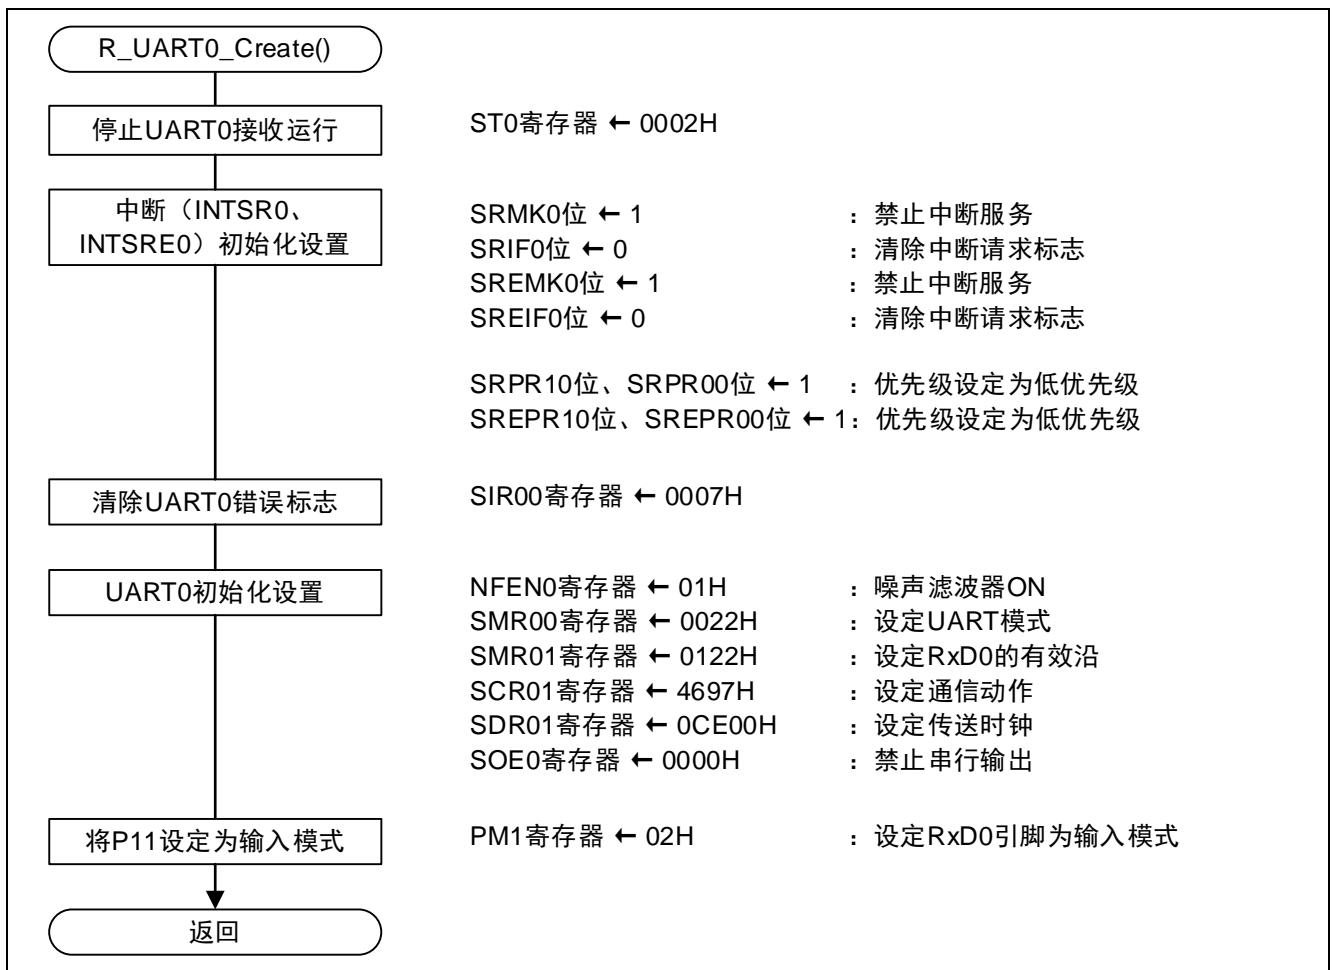 R_UART0_Create()
停止UART0接收运行
ST0寄存器 ← 0002H
中断（INTSR0、
INTSRE0）初始化设置
SRMK0位 ← 1 ：禁止中断服务
SRIF0位 ← 0 ：清除中断请求标志
SREMK0位 ← 1 ：禁止中断服务
SREIF0位 ← 0 ：清除中断请求标志
SRPR10位、SRPR00位 ← 1 ：优先级设定为低优先级
SREPR10位、SREPR00位 ← 1：优先级设定为低优先级
清除UART0错误标志
SIR00寄存器 ← 0007H
UART0初始化设置
NFEN0寄存器 ← 01H ：噪声滤波器ON
SMR00寄存器 ← 0022H ：设定UART模式
SMR01寄存器 ← 0122H ：设定RxD0的有效沿
SCR01寄存器 ← 4697H ：设定通信动作
SDR01寄存器 ← 0CE00H ：设定传送时钟
SOE0寄存器 ← 0000H ：禁止串行输出
将P11设定为输入模式
PM1寄存器 ← 02H ：设定RxD0引脚为输入模式
返回